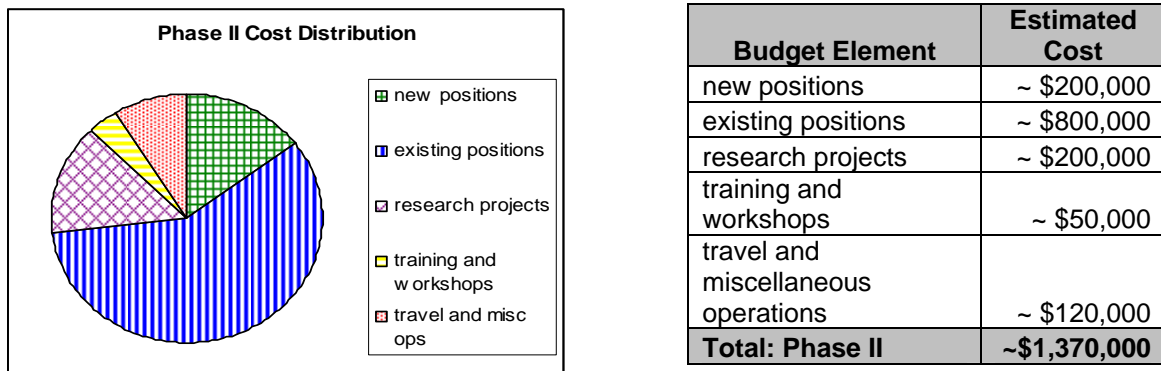 Phase II Cost Distribution
new positions
existing positions
research projects
training and
workshops
travel and misc
ops
Budget Element
Estimated
Cost
new positions
~ $200,000
existing positions
~ $800,000
research projects
~ $200,000
training and
workshops
~ $50,000
travel and
miscellaneous
operations
~ $120,000
Total: Phase II
~$1,370,000